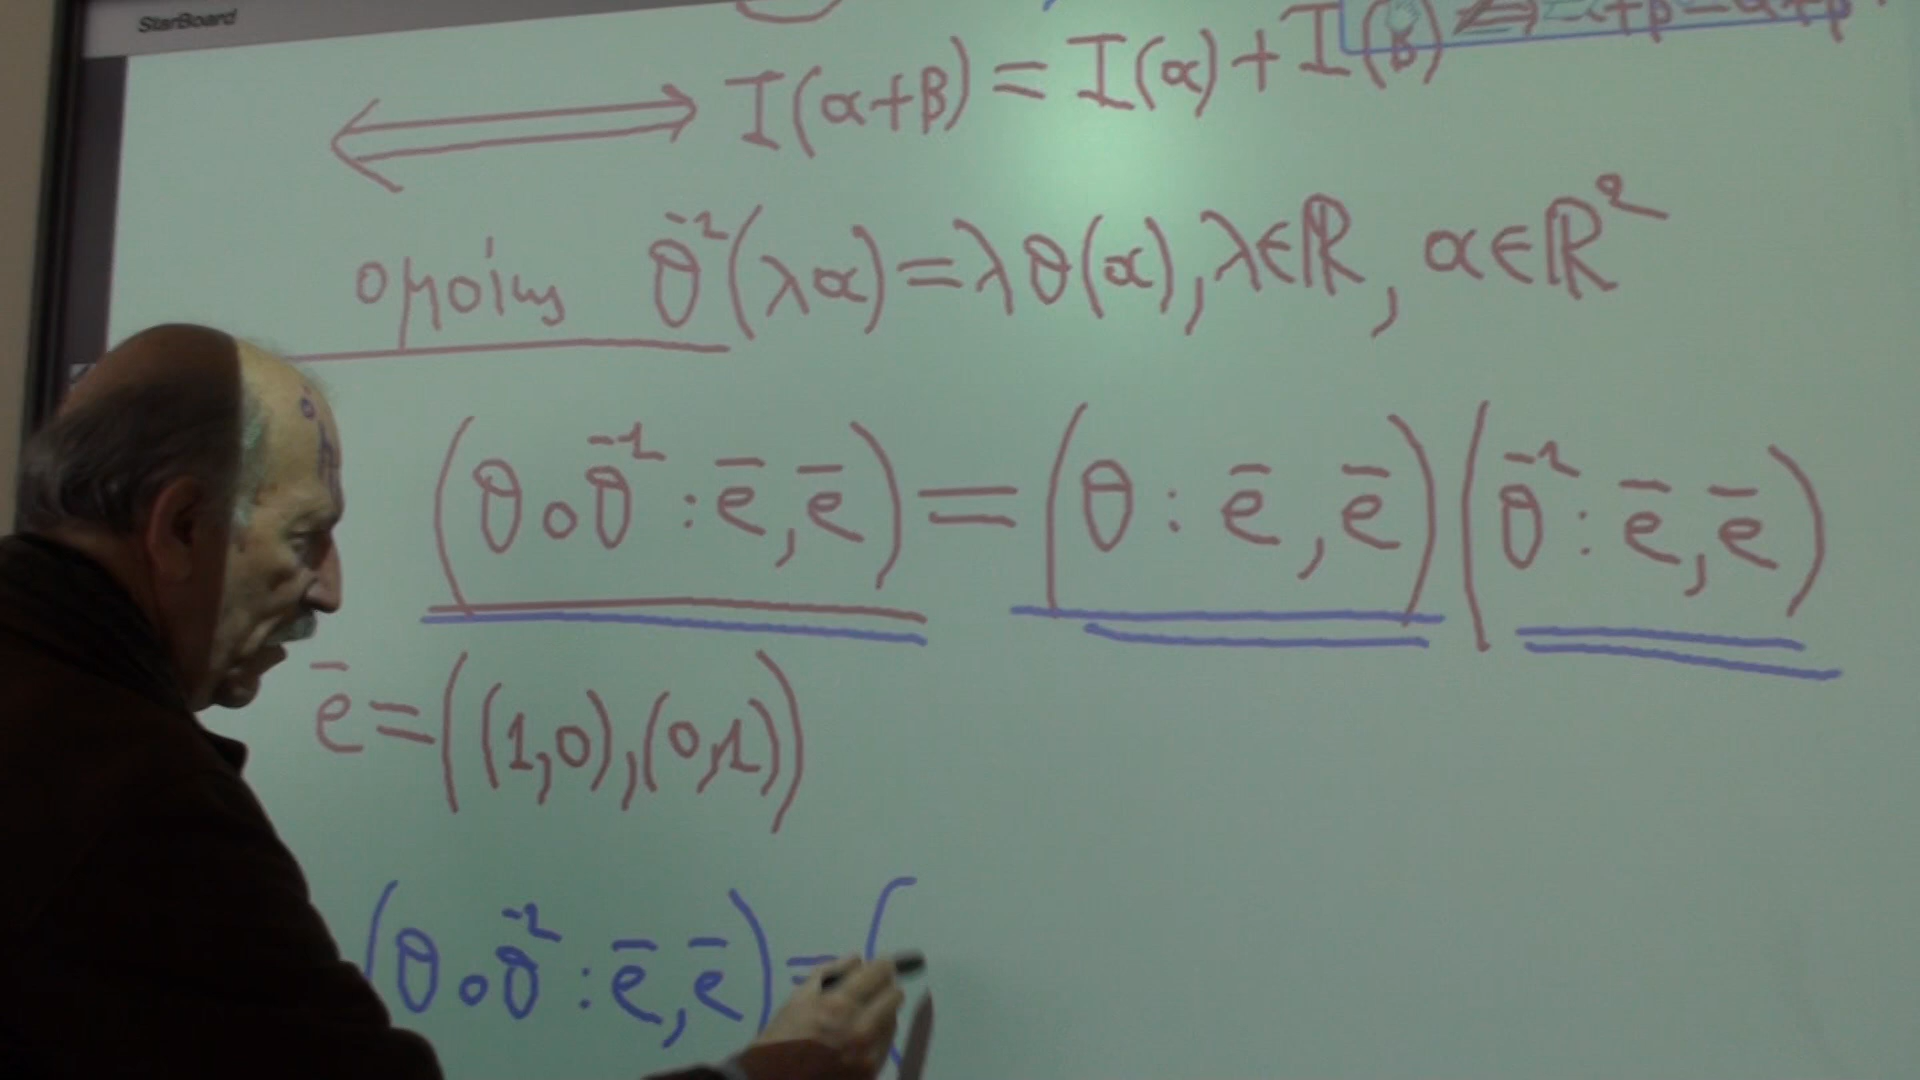 StarBoard
⟺ I(α+β) = I(α) + I(β)
ομοίως θ⁻¹(λα) = λθ(α), λ∈ℝ, α∈ℝ²
(θ∘θ⁻¹ : e̅, e̅) = (θ : e̅, e̅)(θ⁻¹ : e̅, e̅)
e̅ = ((1,0),(0,1))
(θ∘θ⁻¹ : e̅, e̅) = (